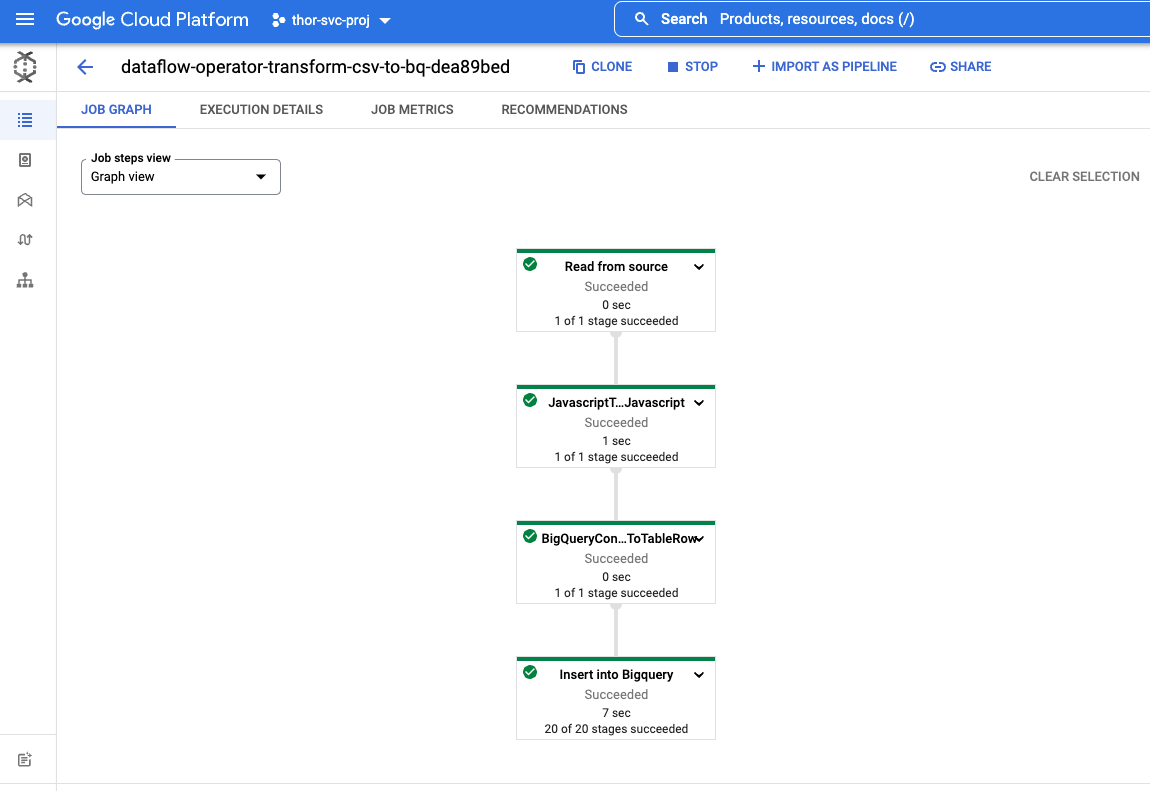 Google Cloud Platform
thor-svc-proj
Search Products, resources, docs (/)
dataflow-operator-transform-csv-to-bq-dea89bed
CLONE
STOP
IMPORT AS PIPELINE
SHARE
JOB GRAPH
EXECUTION DETAILS
JOB METRICS
RECOMMENDATIONS
Job steps view
Graph view
CLEAR SELECTION
Read from source
Succeeded
0 sec
1 of 1 stage succeeded
JavascriptT...Javascript
Succeeded
1 sec
1 of 1 stage succeeded
BigQueryCon...ToTableRow
Succeeded
0 sec
1 of 1 stage succeeded
Insert into Bigquery
Succeeded
7 sec
20 of 20 stages succeeded